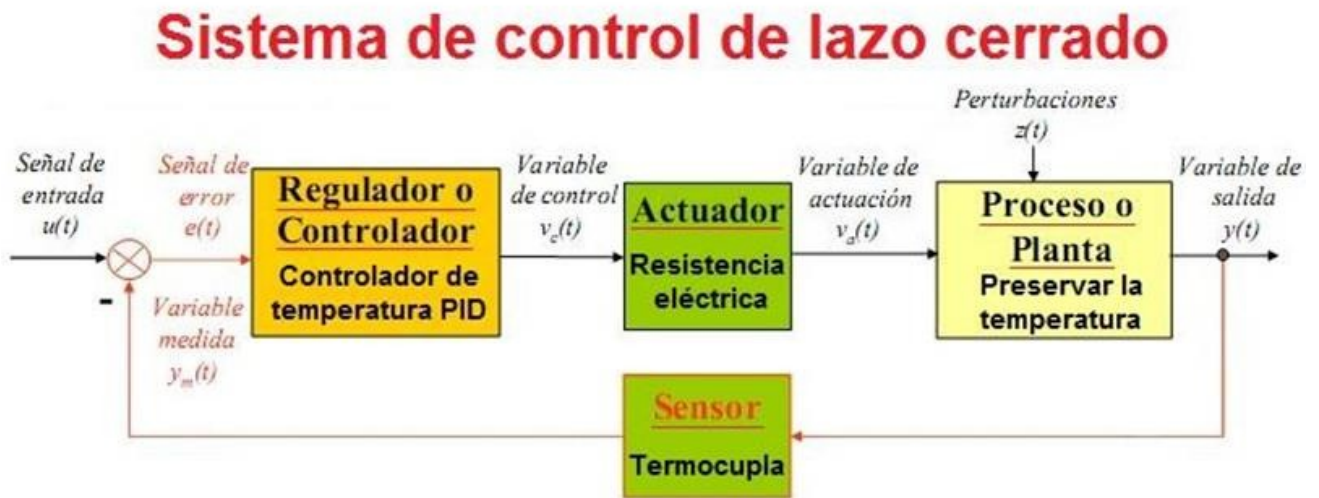 Sistema de control de lazo cerrado
Perturbaciones
z(t)
Señal de
entrada
u(t)
Señal de
error
e(t)
Regulador o
Controlador
Controlador de
temperatura PID
Variable
de control
v_c(t)
Actuador
Resistencia
eléctrica
Variable de
actuación
v_a(t)
Proceso o
Planta
Preservar la
temperatura
Variable de
salida
y(t)
-
Variable
medida
y_m(t)
Sensor
Termocupla